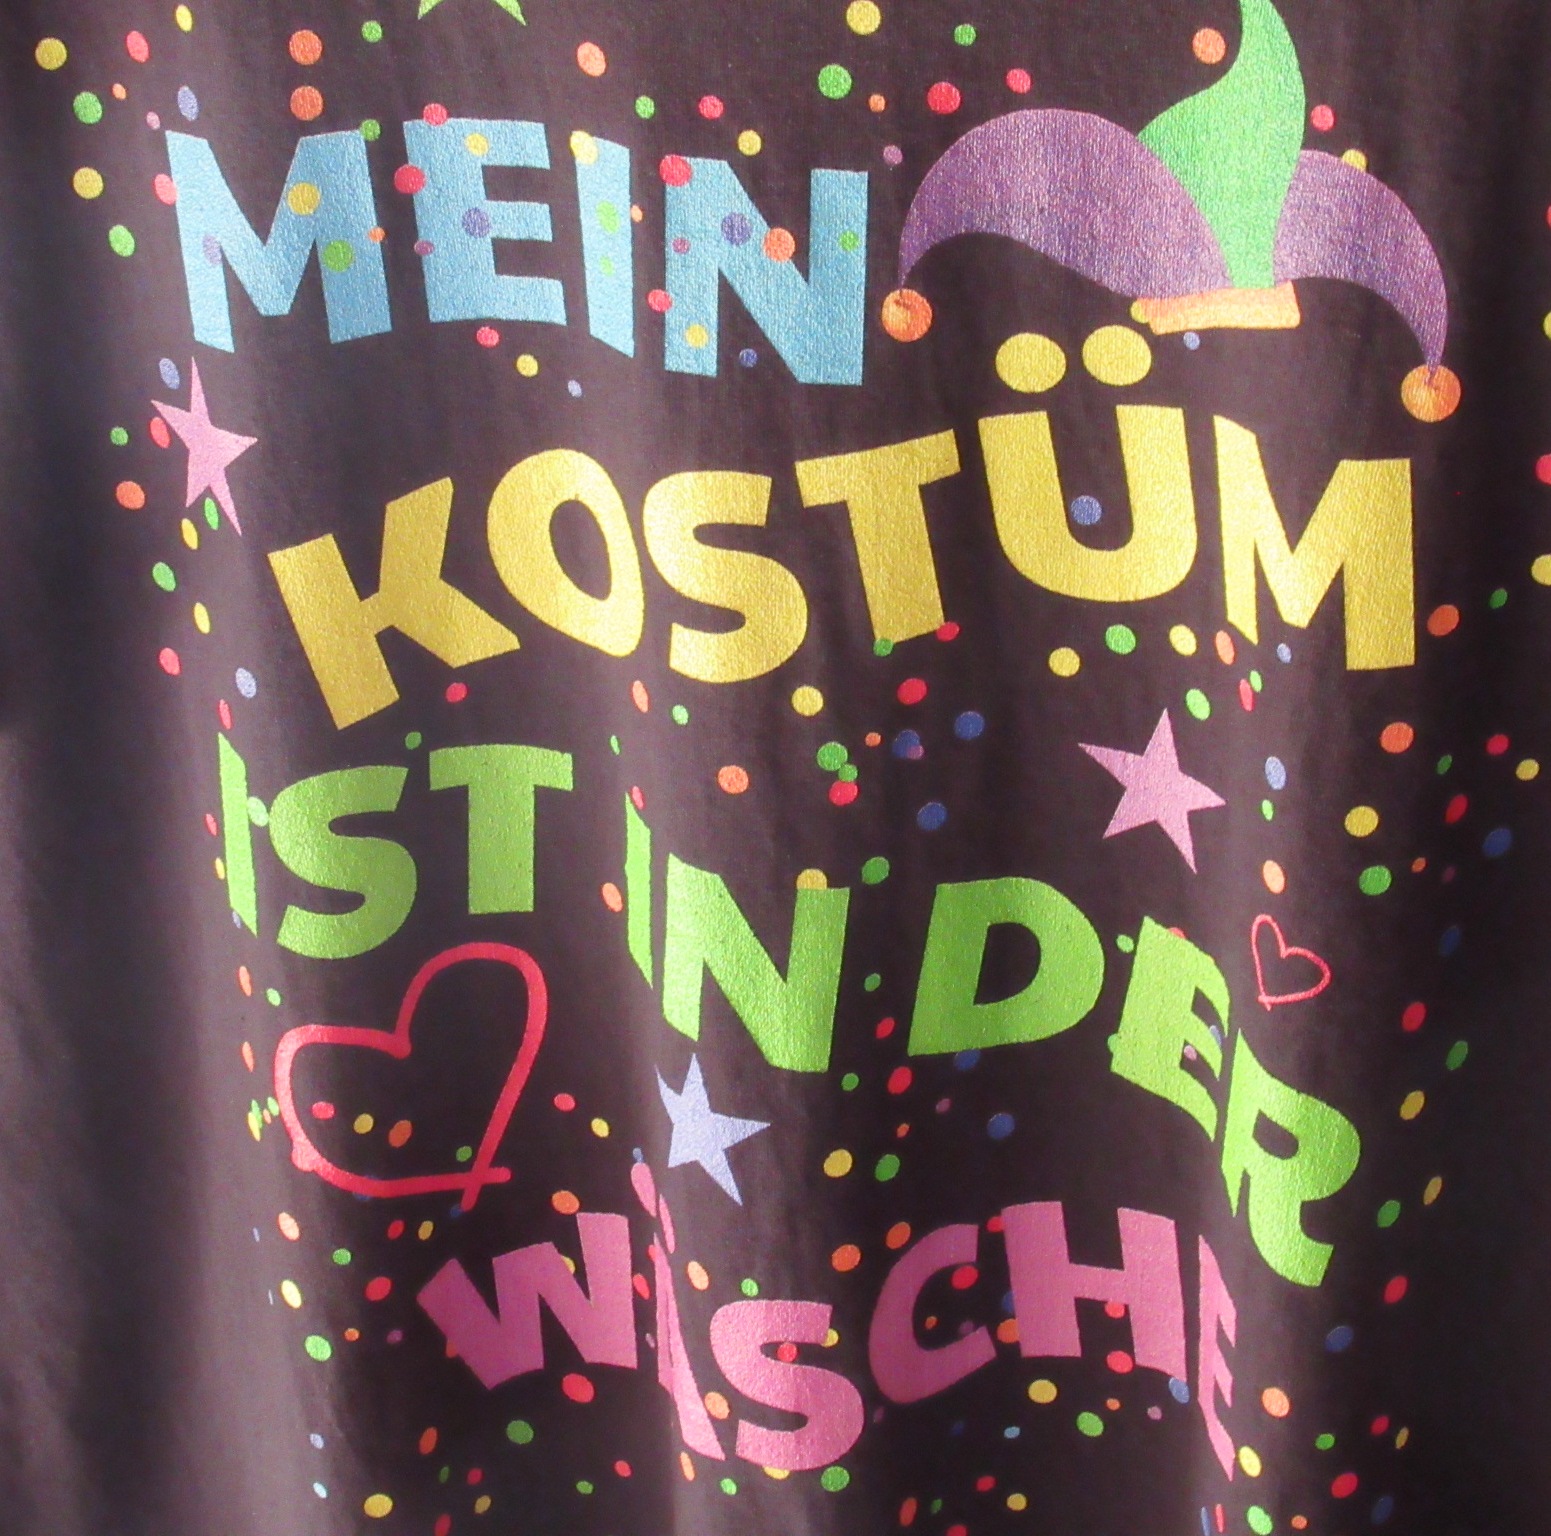 MEIN
KOSTÜM
IST IN DER
WÄSCHE